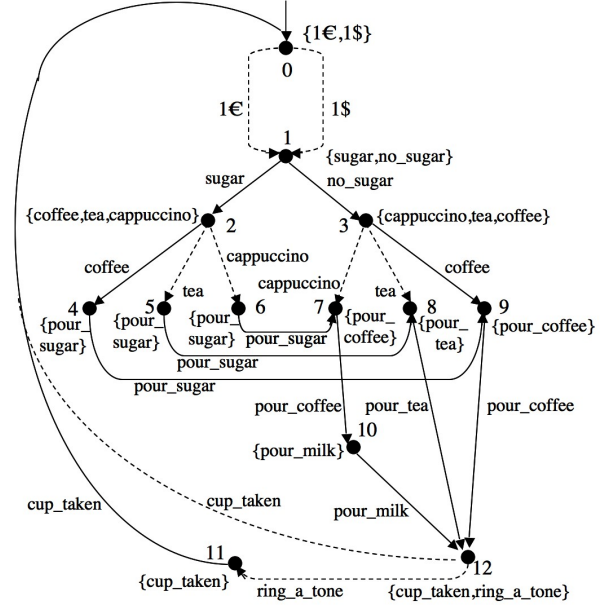 {1€,1$}
0
1€
1$
1
{sugar,no_sugar}
sugar
no_sugar
{coffee,tea,cappuccino}
2
3
{cappuccino,tea,coffee}
cappuccino
coffee
tea
cappuccino
tea
coffee
4
5
6
7
8
9
{pour_
sugar}
{pour_
sugar}
{pour_
sugar}
{pour_
coffee}
{pour_
tea}
{pour_coffee}
pour_sugar
pour_sugar
pour_sugar
pour_coffee
pour_tea
pour_coffee
10
{pour_milk}
pour_milk
cup_taken
cup_taken
11
{cup_taken}
ring_a_tone
12
{cup_taken,ring_a_tone}